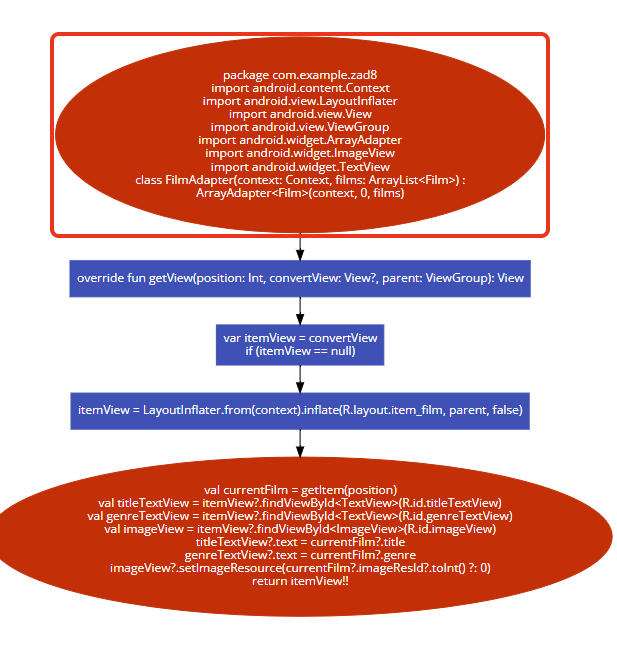 package com.example.zad8
import android.content.Context
import android.view.LayoutInflater
import android.view.View
import android.view.ViewGroup
import android.widget.ArrayAdapter
import android.widget.ImageView
import android.widget.TextView
class FilmAdapter(context: Context, films: ArrayList<Film>) :
ArrayAdapter<Film>(context, 0, films)
override fun getView(position: Int, convertView: View?, parent: ViewGroup): View
var itemView = convertView
if (itemView == null)
itemView = LayoutInflater.from(context).inflate(R.layout.item_film, parent, false)
val currentFilm = getItem(position)
val titleTextView = itemView?.findViewById<TextView>(R.id.titleTextView)
val genreTextView = itemView?.findViewById<TextView>(R.id.genreTextView)
val imageView = itemView?.findViewById<ImageView>(R.id.imageView)
titleTextView?.text = currentFilm?.title
genreTextView?.text = currentFilm?.genre
imageView?.setImageResource(currentFilm?.imageResId?.toInt() ?: 0)
return itemView!!